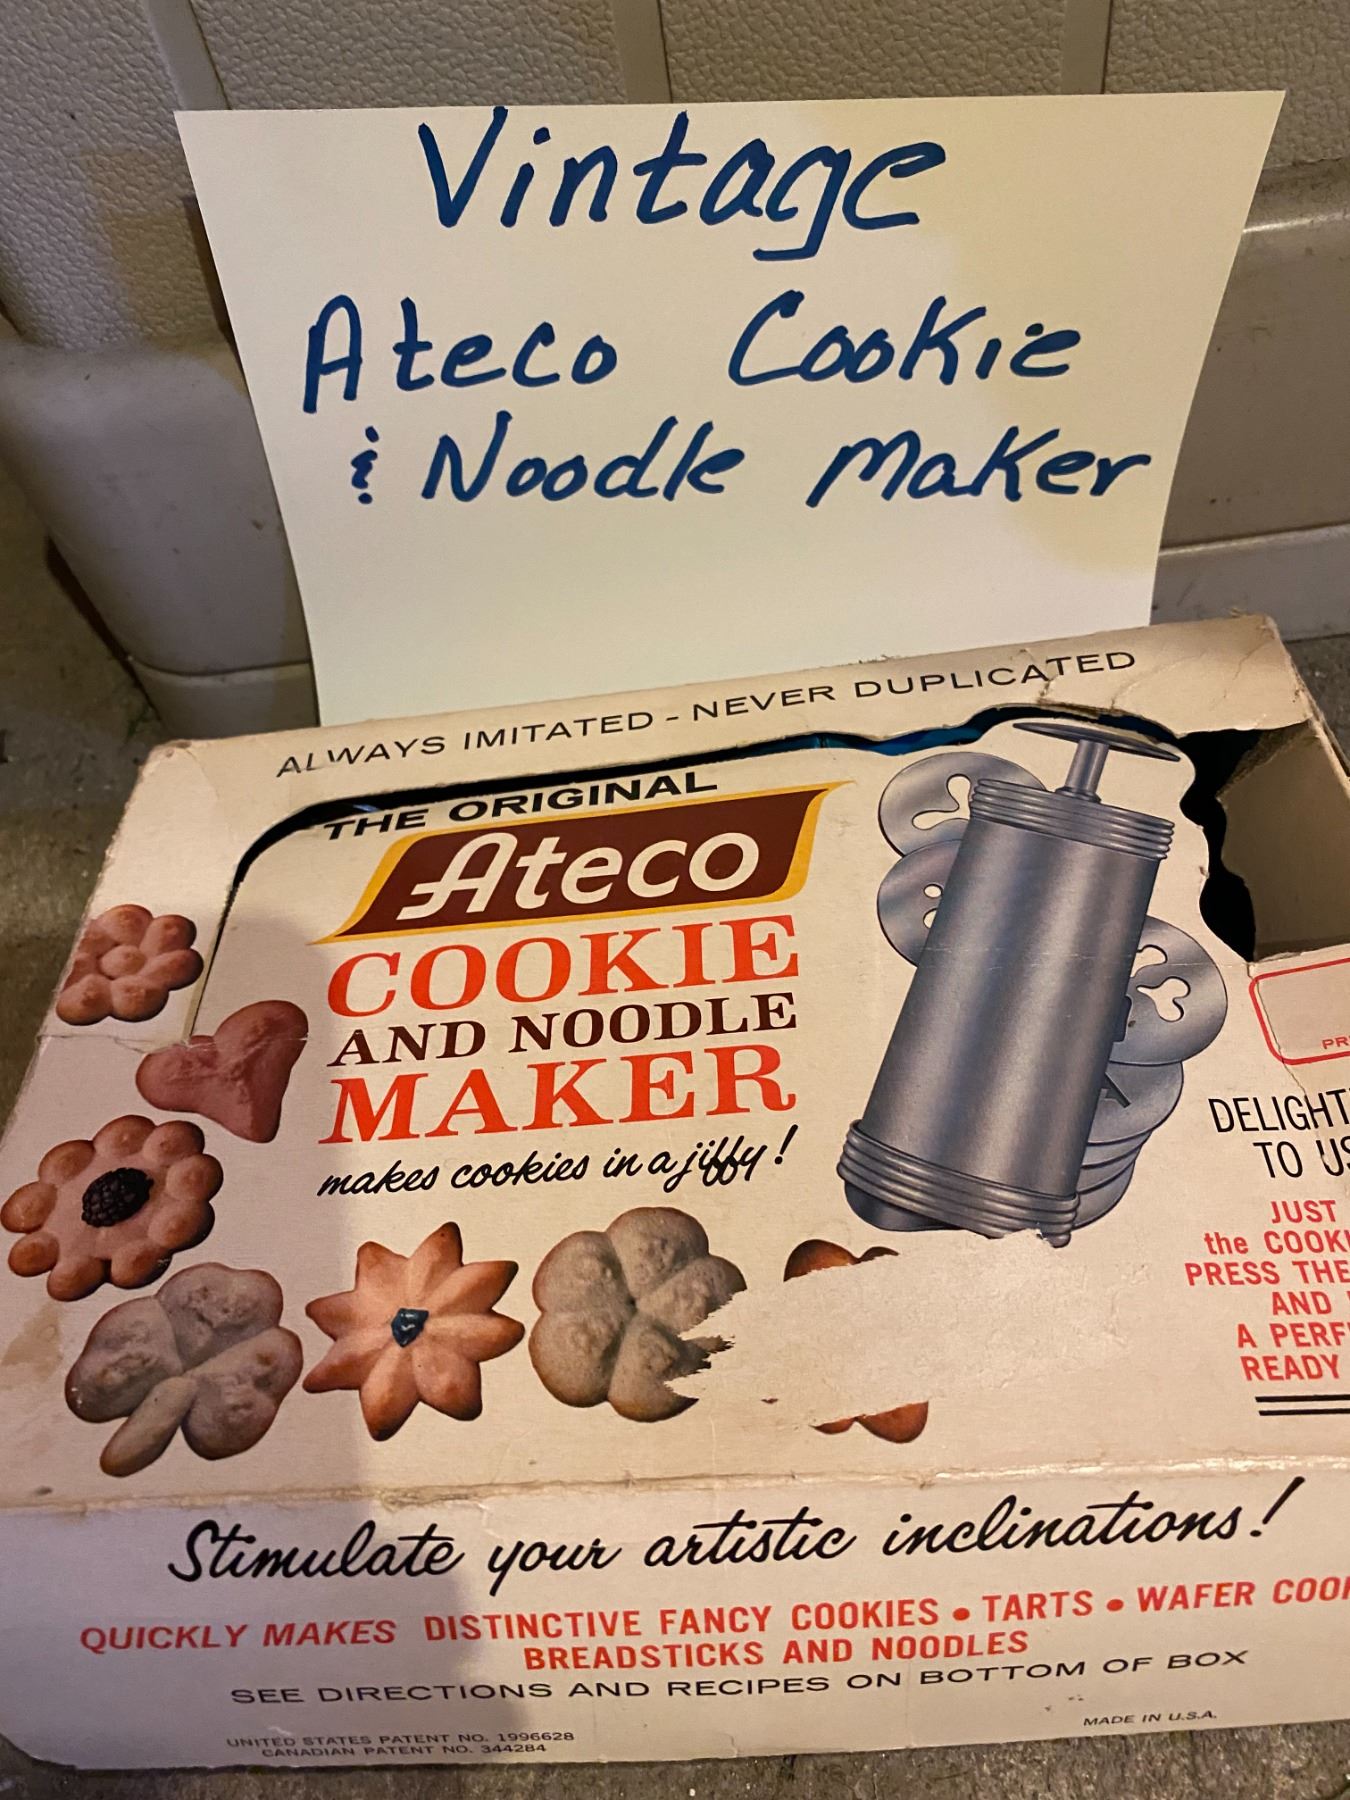 Vintage
Ateco Cookie
& Noodle Maker
ALWAYS IMITATED - NEVER DUPLICATED
THE ORIGINAL
Ateco
COOKIE
AND NOODLE
MAKER
makes cookies in a jiffy!
PR
DELIGHT
TO US
JUST
the COOK
PRESS THE
AND
A PERF
READY
Stimulate your artistic inclinations!
QUICKLY MAKES DISTINCTIVE FANCY COOKIES • TARTS • WAFER COO
BREADSTICKS AND NOODLES
SEE DIRECTIONS AND RECIPES ON BOTTOM OF BOX
UNITED STATES PATENT NO. 1996628
CANADIAN PATENT NO. 344284
MADE IN U.S.A.